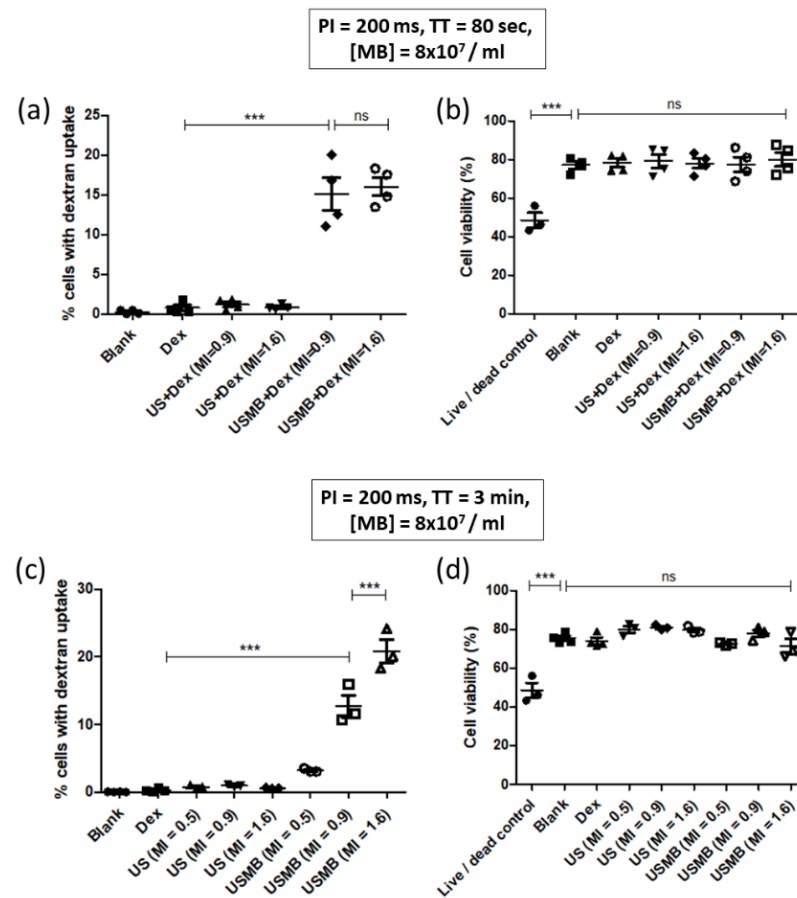 PI = 200 ms, TT = 80 sec,
[MB] = 8x10⁷ / ml
(a)
% cells with dextran uptake
25
20
15
10
5
0
***
ns
Blank
Dex
US+Dex (MI=0.9)
US+Dex (MI=1.6)
USMB+Dex (MI=0.9)
USMB+Dex (MI=1.6)
(b)
Cell viability (%)
100
80
60
40
20
0
***
ns
Live / dead control
Blank
Dex
US+Dex (MI=0.9)
US+Dex (MI=1.6)
USMB+Dex (MI=0.9)
USMB+Dex (MI=1.6)
PI = 200 ms, TT = 3 min,
[MB] = 8x10⁷ / ml
(c)
% cells with dextran uptake
30
20
10
0
***
***
Blank
Dex
US (MI = 0.5)
US (MI = 0.9)
US (MI = 1.6)
USMB (MI = 0.5)
USMB (MI = 0.9)
USMB (MI = 1.6)
(d)
Cell viability (%)
100
80
60
40
20
0
***
ns
Live / dead control
Blank
Dex
US (MI = 0.5)
US (MI = 0.9)
US (MI = 1.6)
USMB (MI = 0.5)
USMB (MI = 0.9)
USMB (MI = 1.6)